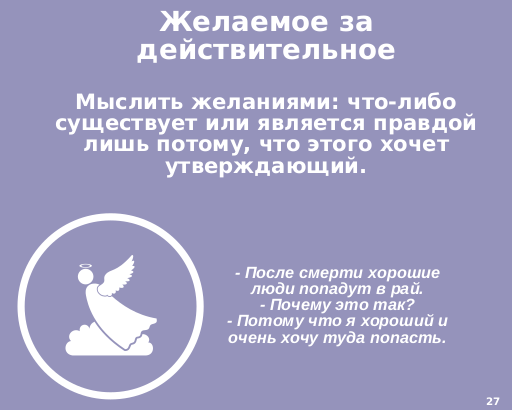 Желаемое за
действительное
Мыслить желаниями: что-либо
существует или является правдой
лишь потому, что этого хочет
утверждающий.
- После смерти хорошие
люди попадут в рай.
- Почему это так?
- Потому что я хороший и
очень хочу туда попасть.
27